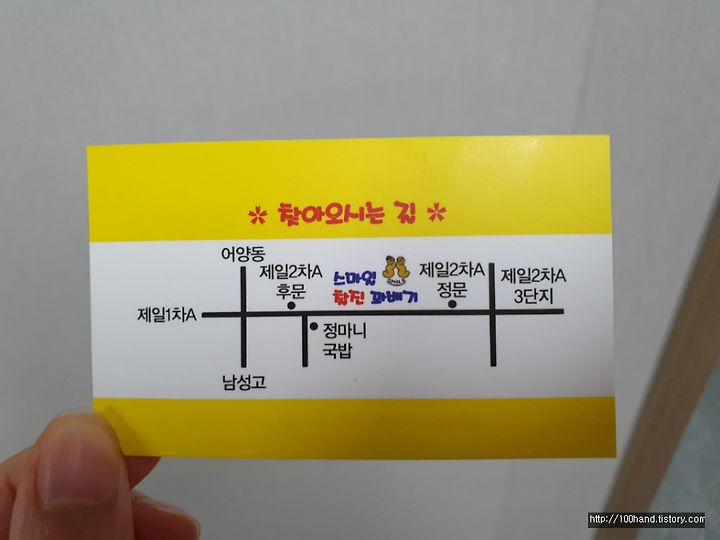 ※ 찾아오시는 길 ※
어양동
제일2차A
후문
스마일
SMILE
찹쌀 꽈배기
제일2차A
정문
제일2차A
3단지
제일1차A
정마니
국밥
남성고
http://100hand.tistory.com